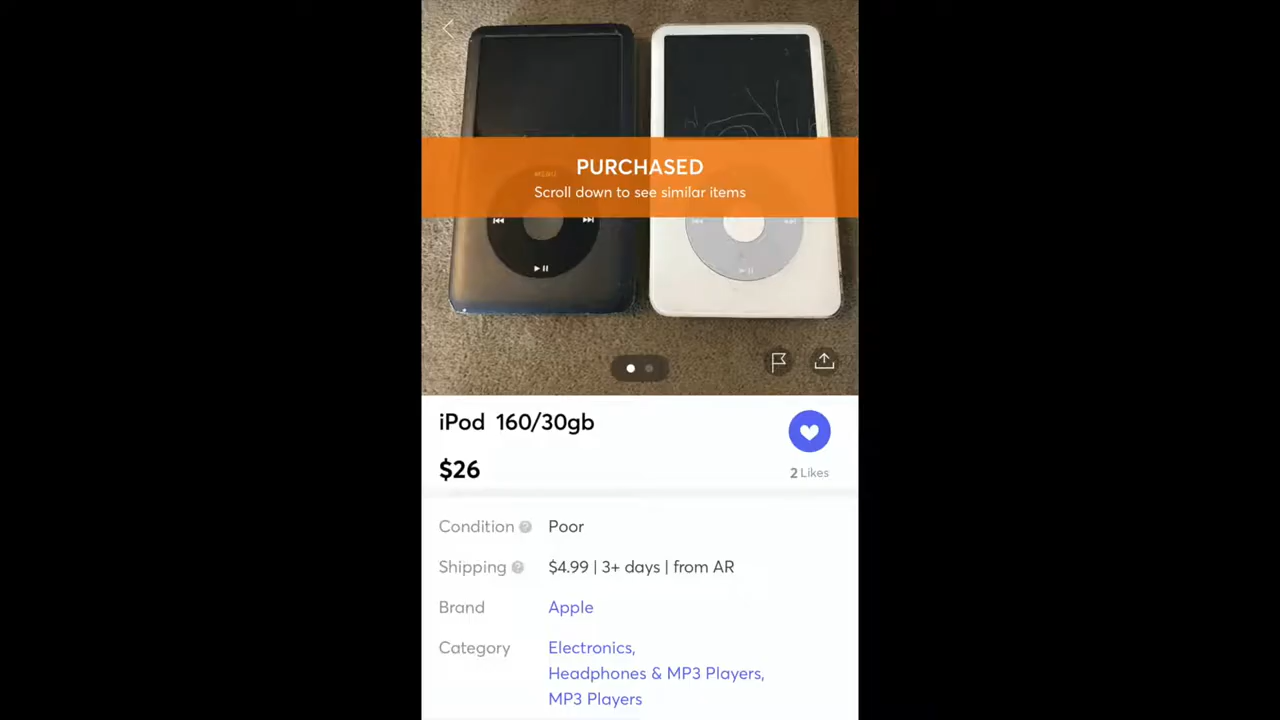 PURCHASED
Scroll down to see similar items
MENU
iPod 160/30gb
$26
2 Likes
Condition ? Poor
Shipping ? $4.99 | 3+ days | from AR
Brand Apple
Category Electronics,
Headphones & MP3 Players,
MP3 Players